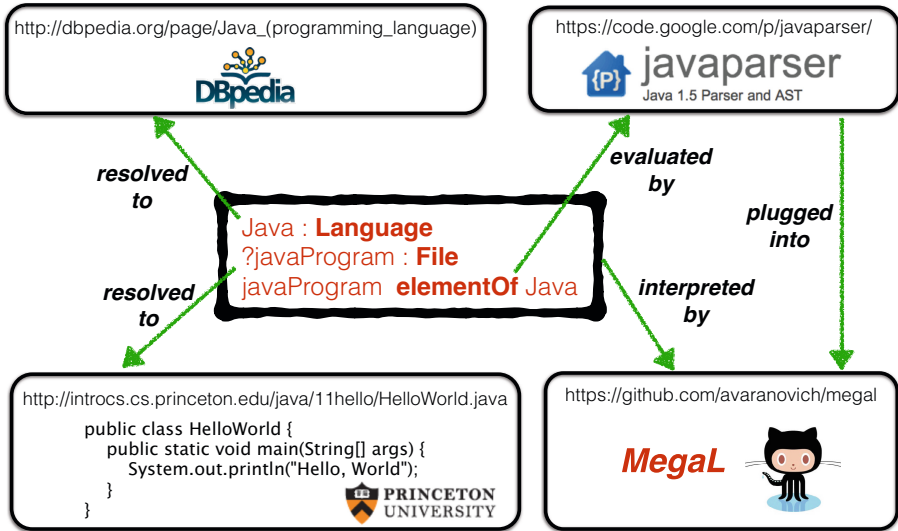 http://dbpedia.org/page/Java_(programming_language)
DBpedia
https://code.google.com/p/javaparser/
{P} javaparser
Java 1.5 Parser and AST
resolved
to
evaluated
by
plugged
into
Java : Language
?javaProgram : File
javaProgram elementOf Java
resolved
to
interpreted
by
http://introcs.cs.princeton.edu/java/11hello/HelloWorld.java
public class HelloWorld {
public static void main(String[] args) {
System.out.println("Hello, World");
}
}
PRINCETON
UNIVERSITY
https://github.com/avaranovich/megal
MegaL